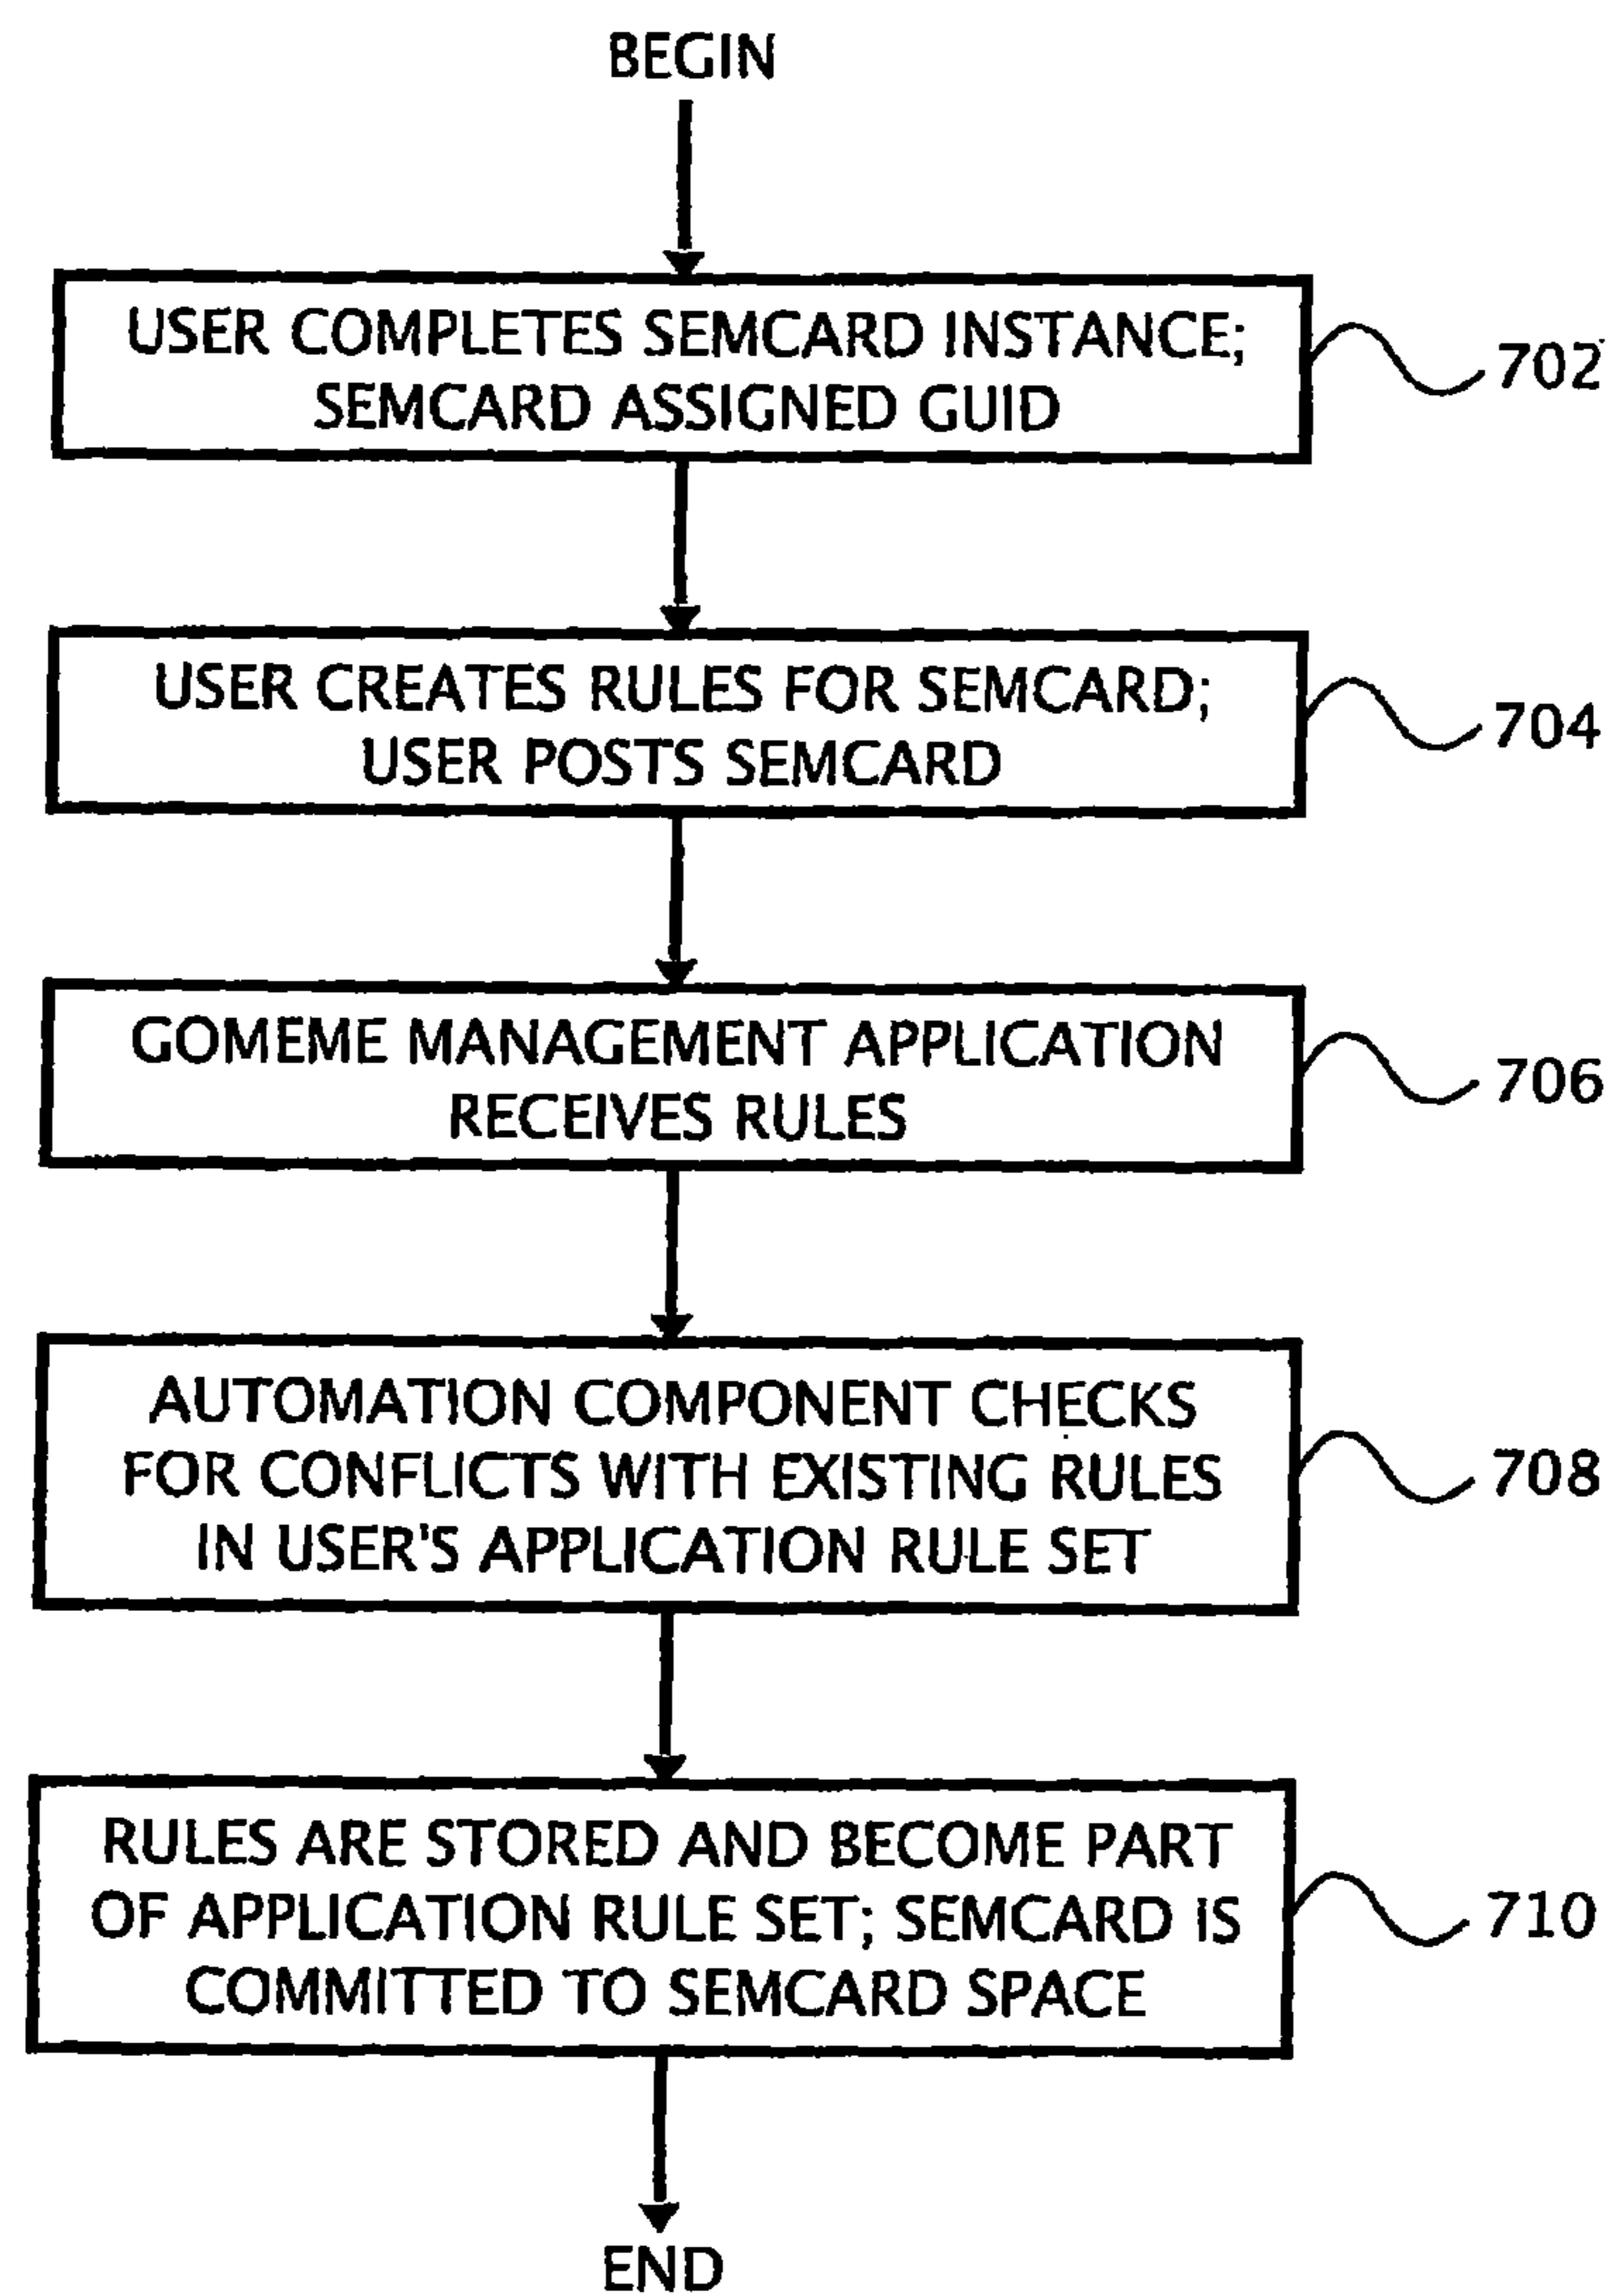 BEGIN
USER COMPLETES SEMCARD INSTANCE;
SEMCARD ASSIGNED GUID
702
USER CREATES RULES FOR SEMCARD;
USER POSTS SEMCARD
704
GOMEME MANAGEMENT APPLICATION
RECEIVES RULES
706
AUTOMATION COMPONENT CHECKS
FOR CONFLICTS WITH EXISTING RULES
IN USER'S APPLICATION RULE SET
708
RULES ARE STORED AND BECOME PART
OF APPLICATION RULE SET; SEMCARD IS
COMMITTED TO SEMCARD SPACE
710
END